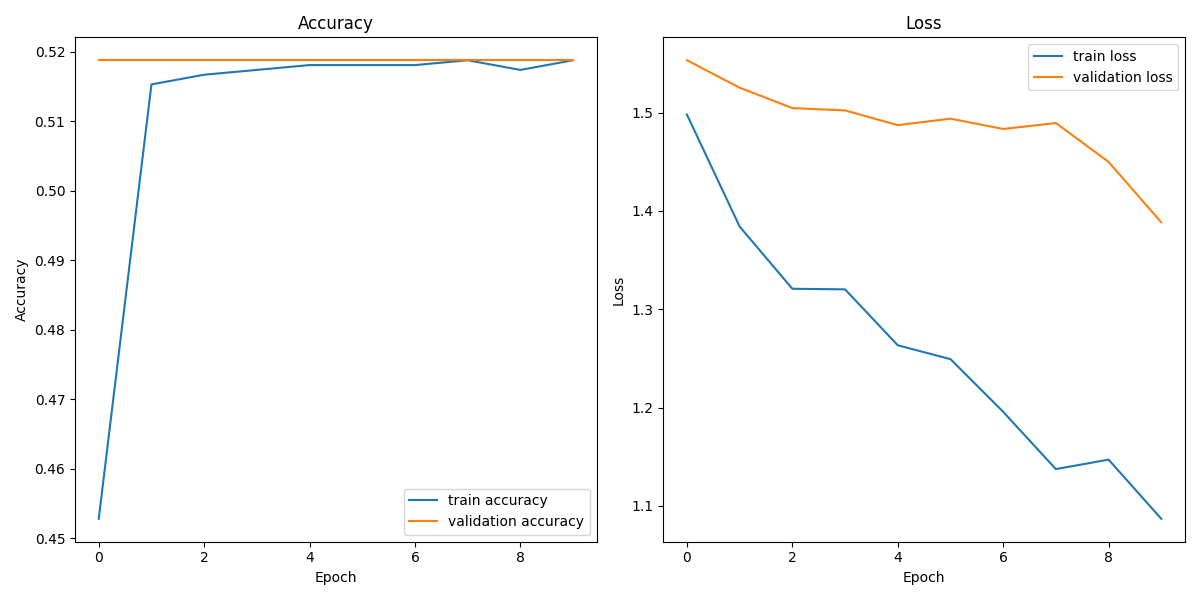 Accuracy
0.52
0.51
0.50
0.49
0.48
0.47
0.46
0.45
Accuracy
train accuracy
validation accuracy
0
2
4
6
8
Epoch
Loss
train loss
validation loss
1.5
1.4
1.3
1.2
1.1
Loss
0
2
4
6
8
Epoch